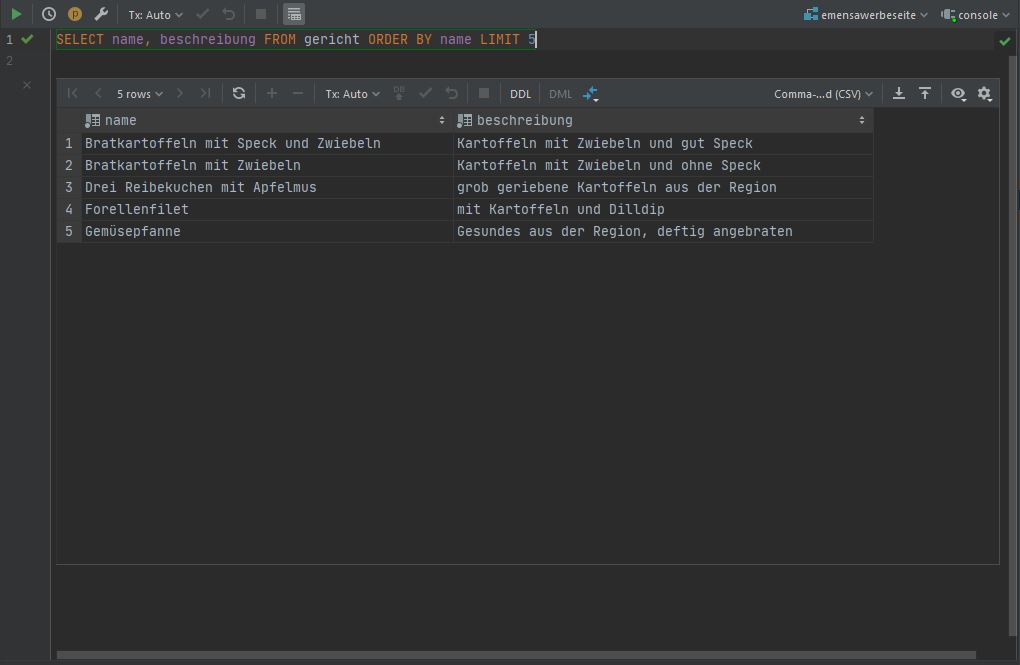 Tx: Auto
emensawerbeseite
console
1 SELECT name, beschreibung FROM gericht ORDER BY name LIMIT 5
2
5 rows
Tx: Auto
DB
DDL
DML
Comma-...d (CSV)
name beschreibung
1 Bratkartoffeln mit Speck und Zwiebeln Kartoffeln mit Zwiebeln und gut Speck
2 Bratkartoffeln mit Zwiebeln Kartoffeln mit Zwiebeln und ohne Speck
3 Drei Reibekuchen mit Apfelmus grob geriebene Kartoffeln aus der Region
4 Forellenfilet mit Kartoffeln und Dilldip
5 Gemüsepfanne Gesundes aus der Region, deftig angebraten